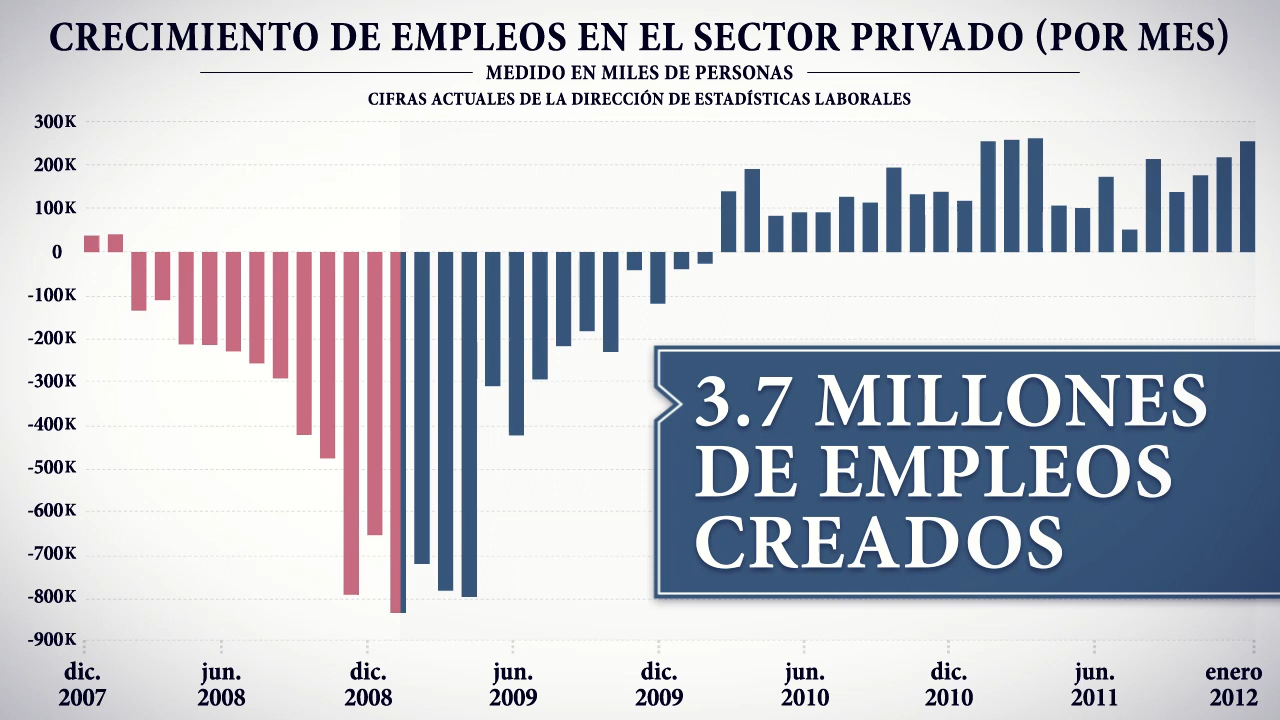 CRECIMIENTO DE EMPLEOS EN EL SECTOR PRIVADO (POR MES)
MEDIDO EN MILES DE PERSONAS
CIFRAS ACTUALES DE LA DIRECCIÓN DE ESTADÍSTICAS LABORALES
300K
200K
100K
0
-100K
-200K
-300K
-400K
-500K
-600K
-700K
-800K
-900K
3.7 MILLONES
DE EMPLEOS
CREADOS
dic. jun. dic. jun. dic. jun. dic. jun. enero
2007 2008 2008 2009 2009 2010 2010 2011 2012